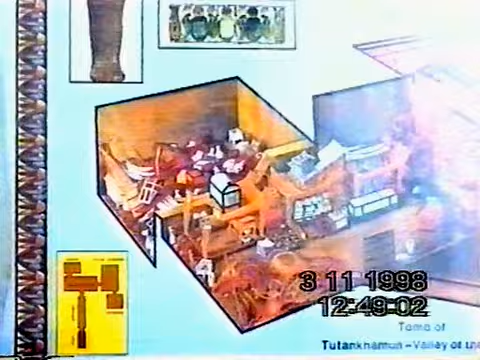 3 11 1998
12:49:02
Tomb of
Tutankhamun - Valley of the